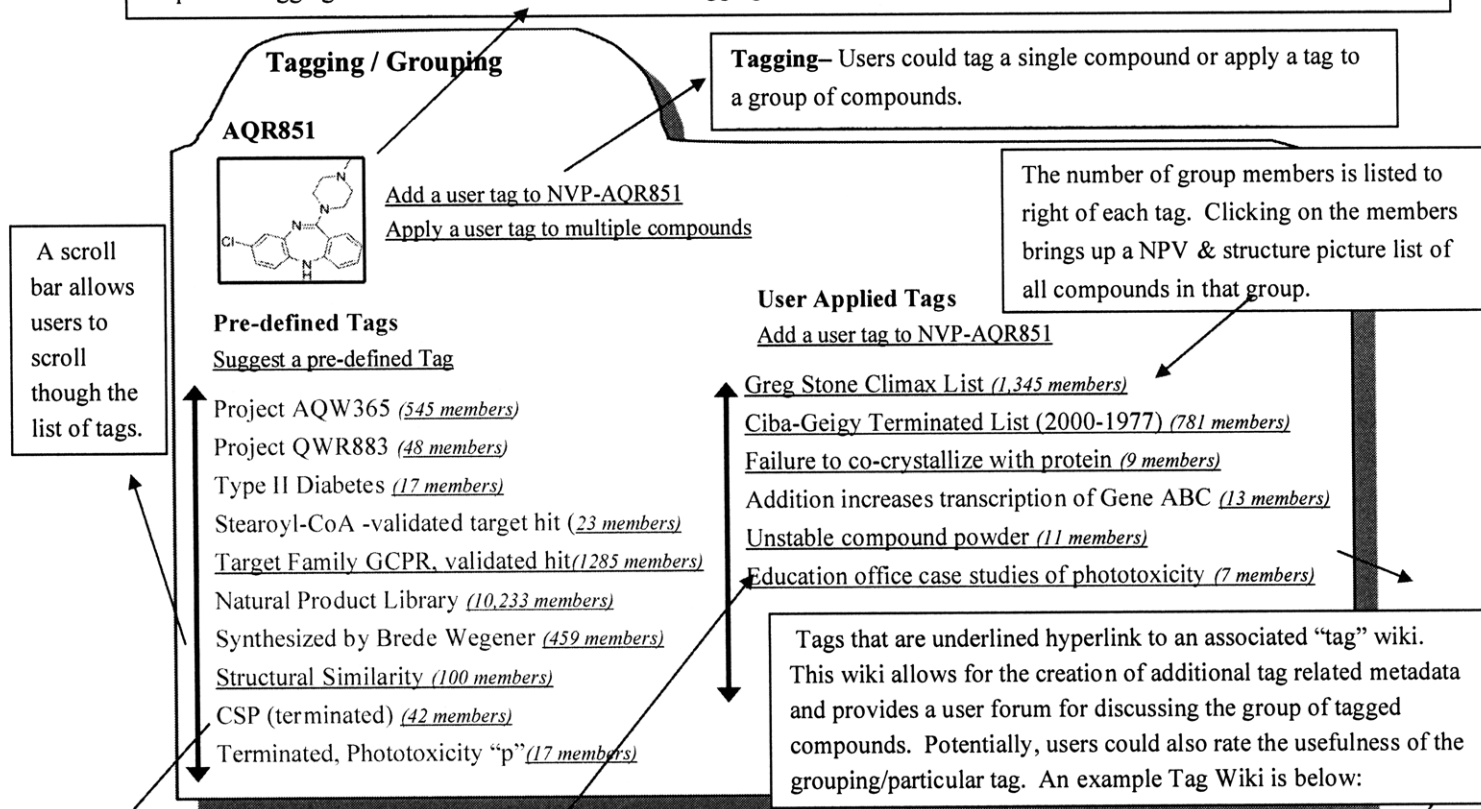 Tagging / Grouping
Tagging– Users could tag a single compound or apply a tag to
a group of compounds.
AQR851
N
N
N
Cl
N
H
Add a user tag to NVP-AQR851
Apply a user tag to multiple compounds
The number of group members is listed to
right of each tag. Clicking on the members
brings up a NPV & structure picture list of
all compounds in that group.
A scroll
bar allows
users to
scroll
though the
list of tags.
Pre-defined Tags
Suggest a pre-defined Tag
Project AQW365 (545 members)
Project QWR883 (48 members)
Type II Diabetes (17 members)
Stearoyl-CoA -validated target hit (23 members)
Target Family GCPR, validated hit(1285 members)
Natural Product Library (10,233 members)
Synthesized by Brede Wegener (459 members)
Structural Similarity (100 members)
CSP (terminated) (42 members)
Terminated, Phototoxicity “p”(17 members)
User Applied Tags
Add a user tag to NVP-AQR851
Greg Stone Climax List (1,345 members)
Ciba-Geigy Terminated List (2000-1977) (781 members)
Failure to co-crystallize with protein (9 members)
Addition increases transcription of Gene ABC (13 members)
Unstable compound powder (11 members)
Education office case studies of phototoxicity (7 members)
Tags that are underlined hyperlink to an associated “tag” wiki.
This wiki allows for the creation of additional tag related metadata
and provides a user forum for discussing the group of tagged
compounds. Potentially, users could also rate the usefulness of the
grouping/particular tag. An example Tag Wiki is below: